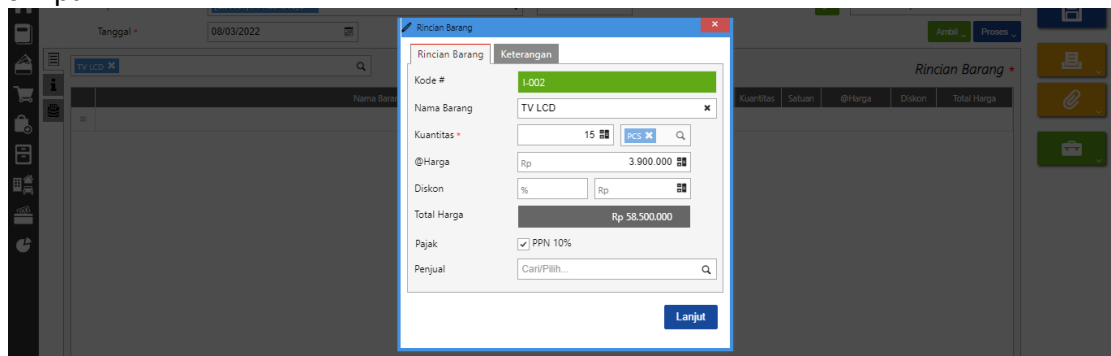 Tanggal *
08/03/2022
Ambil
Proses
TV LCD
Rincian Barang *
Nama Baran
Kuantitas
Satuan
@Harga
Diskon
Total Harga
Rincian Barang
Rincian Barang
Keterangan
Kode #
I-002
Nama Barang
TV LCD
Kuantitas *
15
PCS
@Harga
Rp
3.900.000
Diskon
%
Rp
Total Harga
Rp 58.500.000
Pajak
PPN 10%
Penjual
Cari/Pilih...
Lanjut